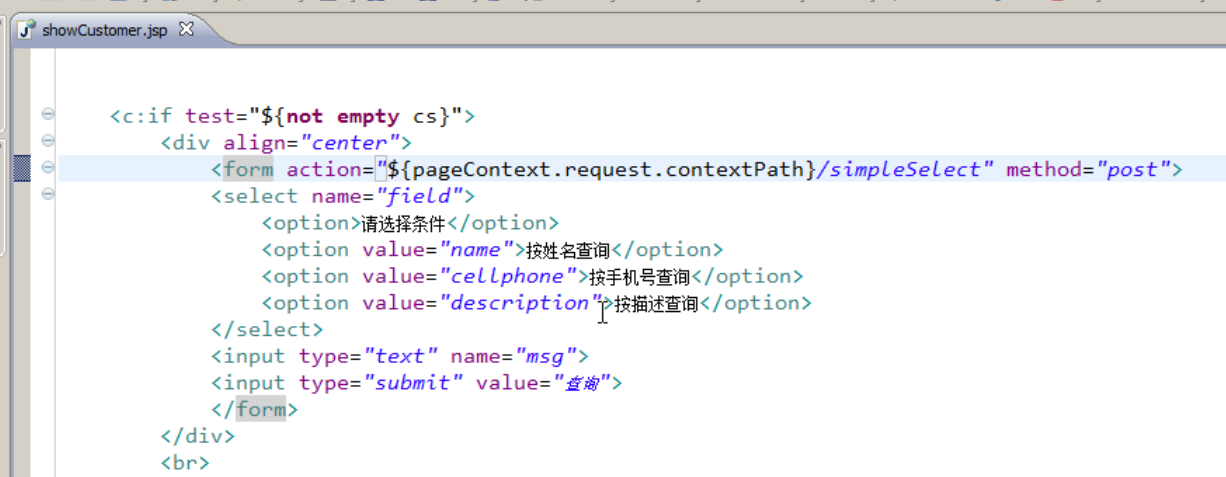 showCustomer.jsp
<c:if test="${not empty cs}">
<div align="center">
<form action="${pageContext.request.contextPath}/simpleSelect" method="post">
<select name="field">
<option>请选择条件</option>
<option value="name">按姓名查询</option>
<option value="cellphone">按手机号查询</option>
<option value="description">按描述查询</option>
</select>
<input type="text" name="msg">
<input type="submit" value="查询">
</form>
</div>
<br>